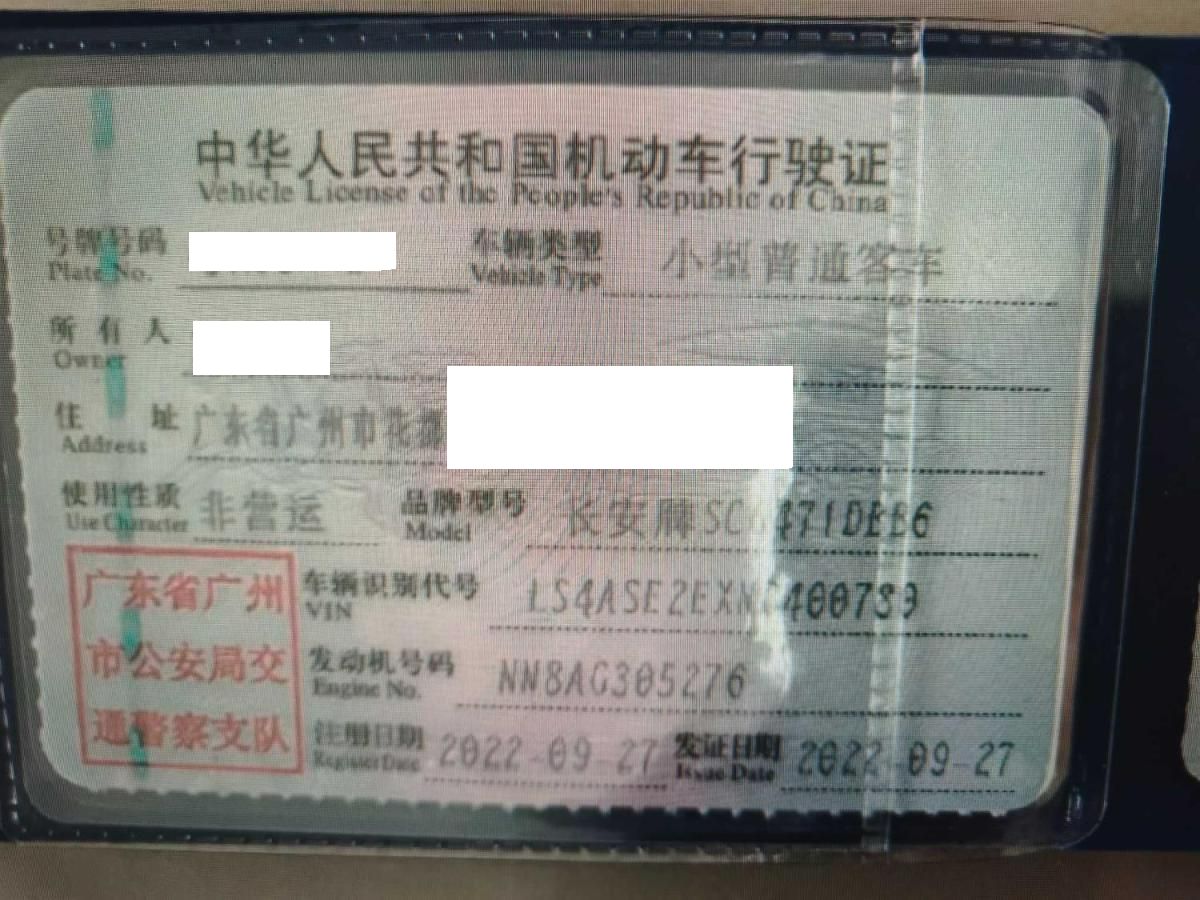 中华人民共和国机动车行驶证
Vehicle License of the People's Republic of China
号牌号码 车辆类型 小型普通客车
Plate No. Vehicle Type
所有人
Owner
住址 广东省广州市花都
Address
使用性质 非营运 品牌型号 长安牌
Use Character Model
广东省广州 车辆识别代号
VIN
市公安局交 发动机号码 NN8AG305276
Engine No.
通警察支队 注册日期 2022-09-27 发证日期 2022-09-27
Register Date Issue Date